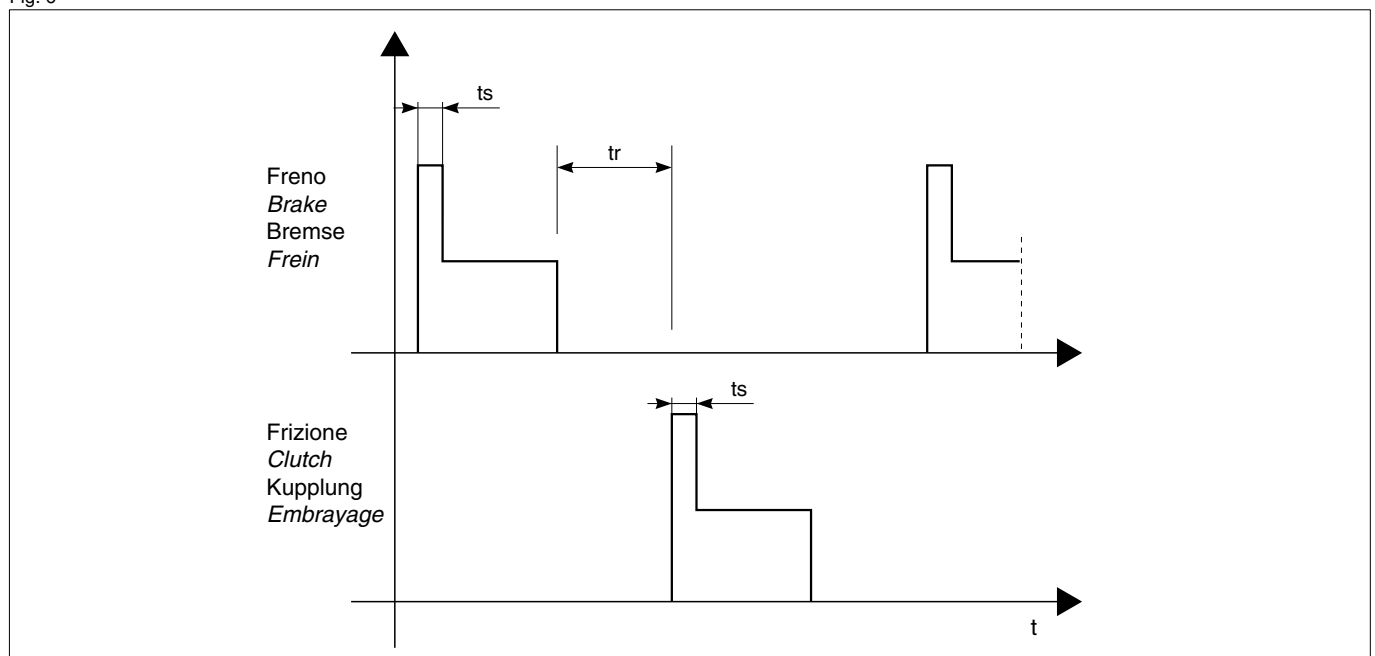 ts
tr
Freno
Brake
Bremse
Frein
ts
Frizione
Clutch
Kupplung
Embrayage
t